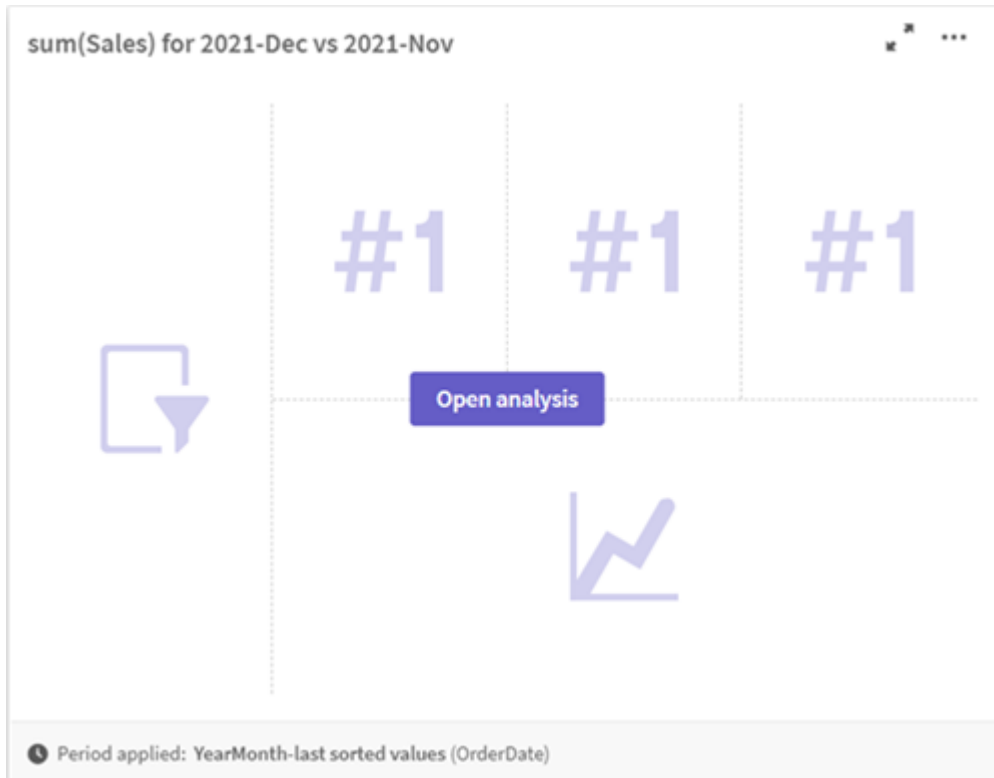 sum(Sales) for 2021-Dec vs 2021-Nov
#1 #1 #1
Open analysis
Period applied: YearMonth-last sorted values (OrderDate)